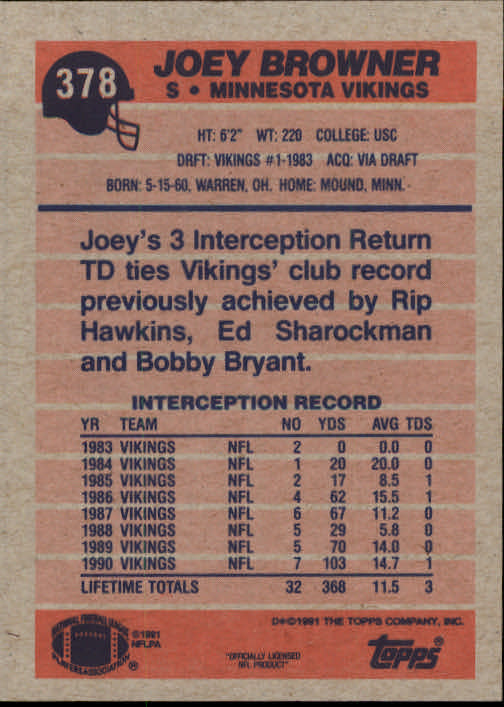 378
JOEY BROWNER
S • MINNESOTA VIKINGS
HT: 6'2" WT: 220 COLLEGE: USC
DRFT: VIKINGS #1-1983 ACQ: VIA DRAFT
BORN: 5-15-60, WARREN, OH. HOME: MOUND, MINN.
Joey's 3 Interception Return
TD ties Vikings' club record
previously achieved by Rip
Hawkins, Ed Sharockman
and Bobby Bryant.
INTERCEPTION RECORD
YR TEAM NO YDS AVG TDS
1983 VIKINGS NFL 2 0 0.0 0
1984 VIKINGS NFL 1 20 20.0 0
1985 VIKINGS NFL 2 17 8.5 1
1986 VIKINGS NFL 4 62 15.5 1
1987 VIKINGS NFL 6 67 11.2 0
1988 VIKINGS NFL 5 29 5.8 0
1989 VIKINGS NFL 5 70 14.0 0
1990 VIKINGS NFL 7 103 14.7 1
LIFETIME TOTALS 32 368 11.5 3
NATIONAL FOOTBALL LEAGUE
PLAYERS ASSOCIATION ®
©1991
NFLPA
"OFFICIALLY LICENSED
NFL PRODUCT"
D*©1991 THE TOPPS COMPANY, INC.
topps®